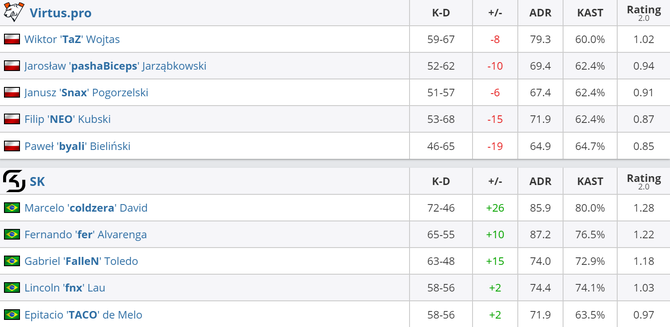 Virtus.pro K-D +/- ADR KAST Rating 2.0
Wiktor 'TaZ' Wojtas 59-67 -8 79.3 60.0% 1.02
Jarosław 'pashaBiceps' Jarząbkowski 52-62 -10 69.4 62.4% 0.94
Janusz 'Snax' Pogorzelski 51-57 -6 67.4 62.4% 0.91
Filip 'NEO' Kubski 53-68 -15 71.9 62.4% 0.87
Paweł 'byali' Bieliński 46-65 -19 64.9 64.7% 0.85
SK K-D +/- ADR KAST Rating 2.0
Marcelo 'coldzera' David 72-46 +26 85.9 80.0% 1.28
Fernando 'fer' Alvarenga 65-55 +10 87.2 76.5% 1.22
Gabriel 'FalleN' Toledo 63-48 +15 74.0 72.9% 1.18
Lincoln 'fnx' Lau 58-56 +2 74.4 74.1% 1.03
Epitacio 'TACO' de Melo 58-56 +2 71.9 63.5% 0.97